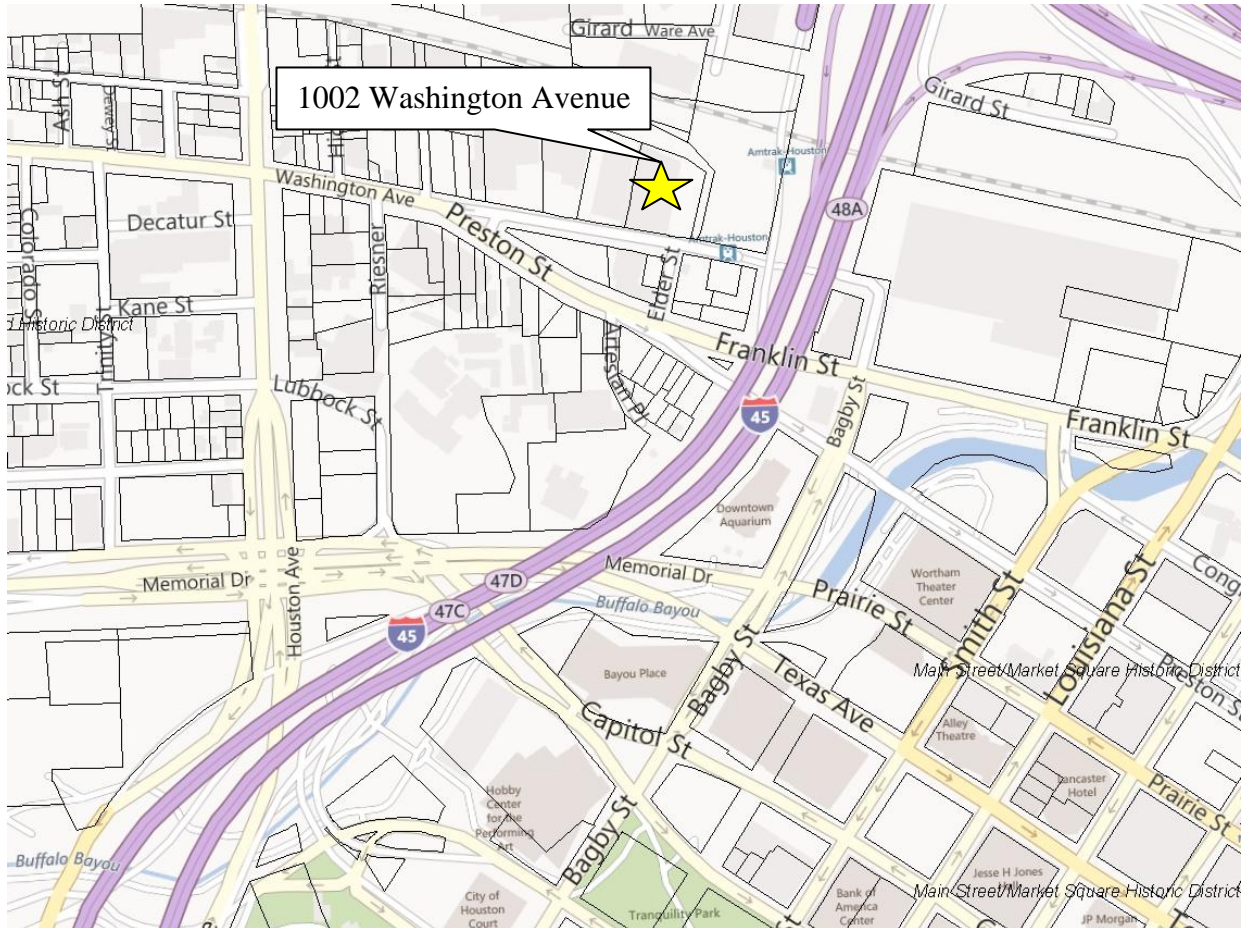 Girard
Ware Ave
1002 Washington Avenue
Girard St
Ash St
Dewey St
Amtrak-Houston
Washington Ave
48A
Decatur St
Preston St
Riesner
Amtrak-Houston
Elder St
Colorado St
Kane St
Historic District
Trinity St
Artesian Pl
Franklin St
Lubbock St
ock St
45
Bagby St
Franklin St
Downtown
Aquarium
Memorial Dr
Houston Ave
47D
Memorial Dr
Wortham
Theater
Center
Prairie St
Smith St
Louisiana St
Cong
47C
Buffalo Bayou
45
Bayou Place
Bagby St
Texas Ave
Main Street/Market Square Historic District
Preston St
Capitol St
Alley
Theatre
Lancaster
Hotel
Prairie St
Hobby
Center
for the
Performing
Art
Bagby St
Buffalo Bayou
Jesse H Jones
City of
Houston
Court
Tranquility Park
Bank of
America
Center
Main Street/Market Square Historic District
JP Morgan